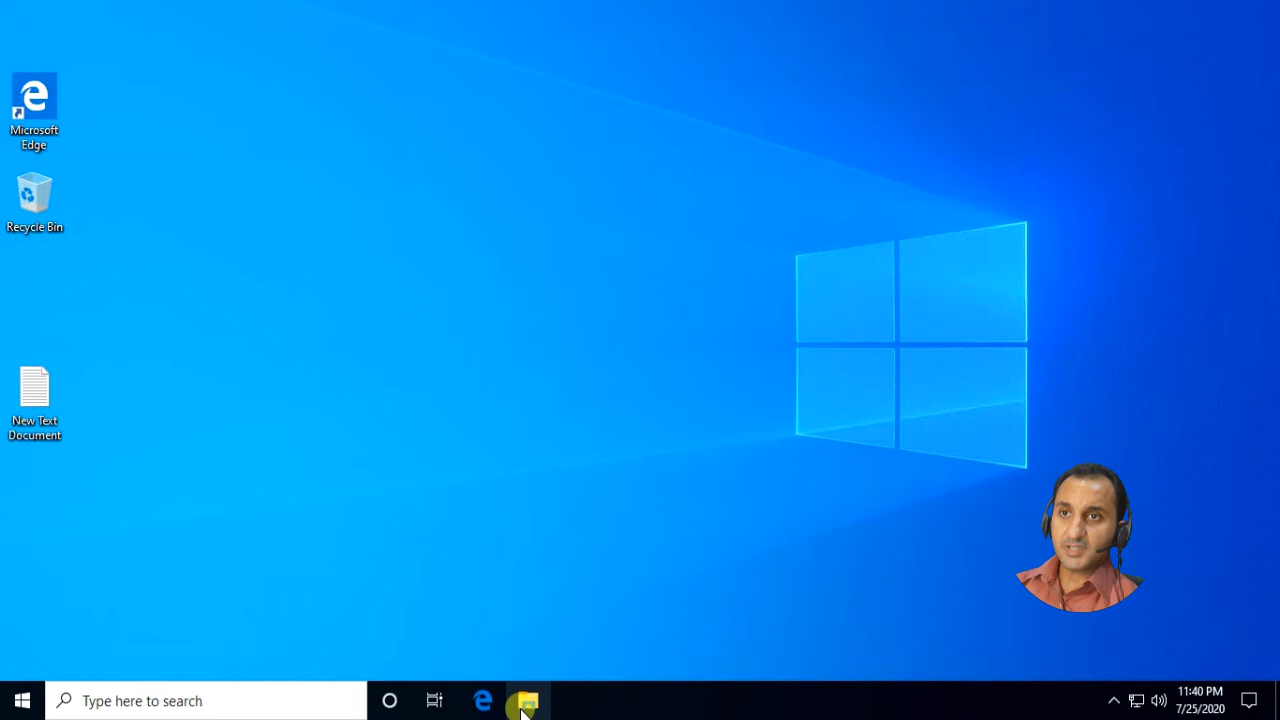 Microsoft
Edge
Recycle Bin
New Text
Document
Type here to search
11:40 PM
7/25/2020